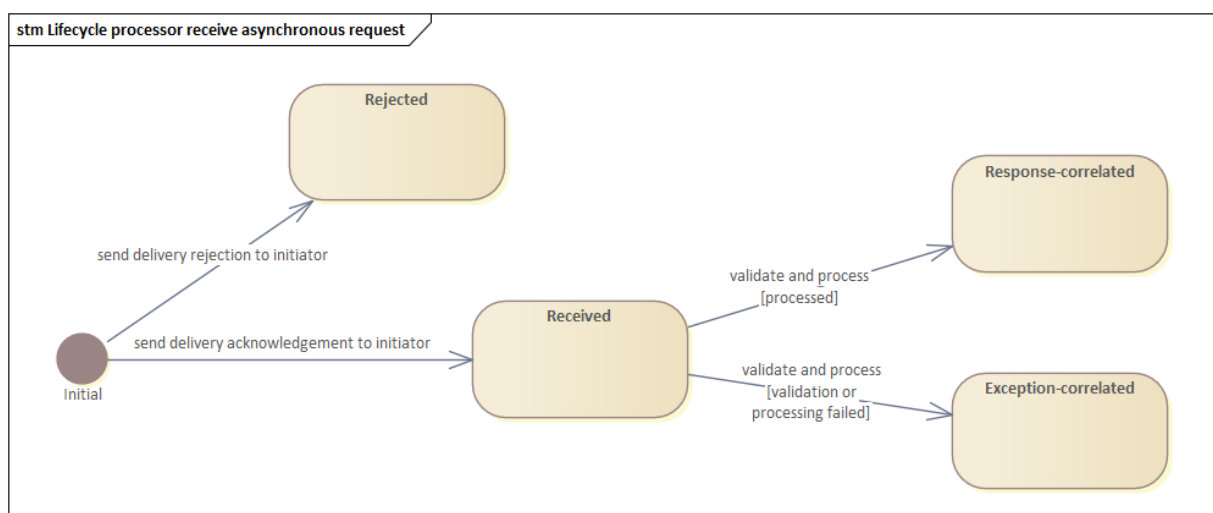 stm Lifecycle processor receive asynchronous request
Rejected
Response-correlated
send delivery rejection to initiator
validate and process
[processed]
Received
send delivery acknowledgement to initiator
Initial
validate and process
[validation or
processing failed]
Exception-correlated